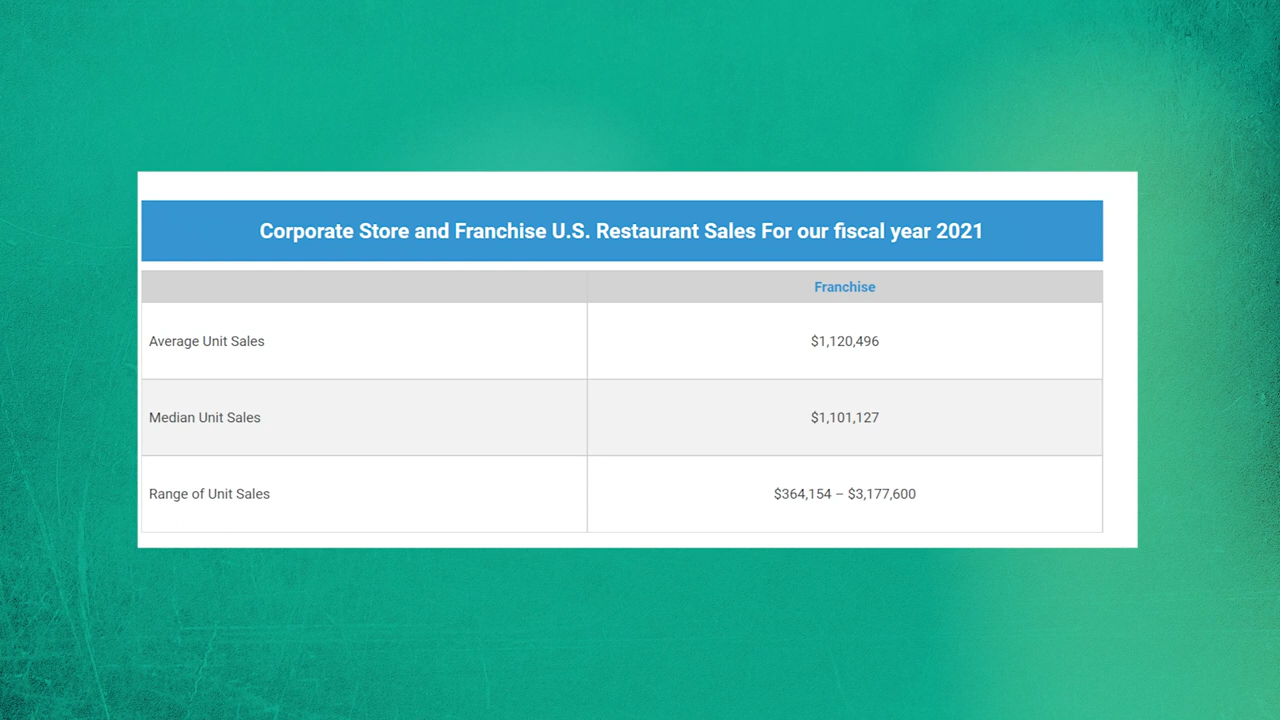 Corporate Store and Franchise U.S. Restaurant Sales For our fiscal year 2021
Franchise
Average Unit Sales $1,120,496
Median Unit Sales $1,101,127
Range of Unit Sales $364,154 – $3,177,600